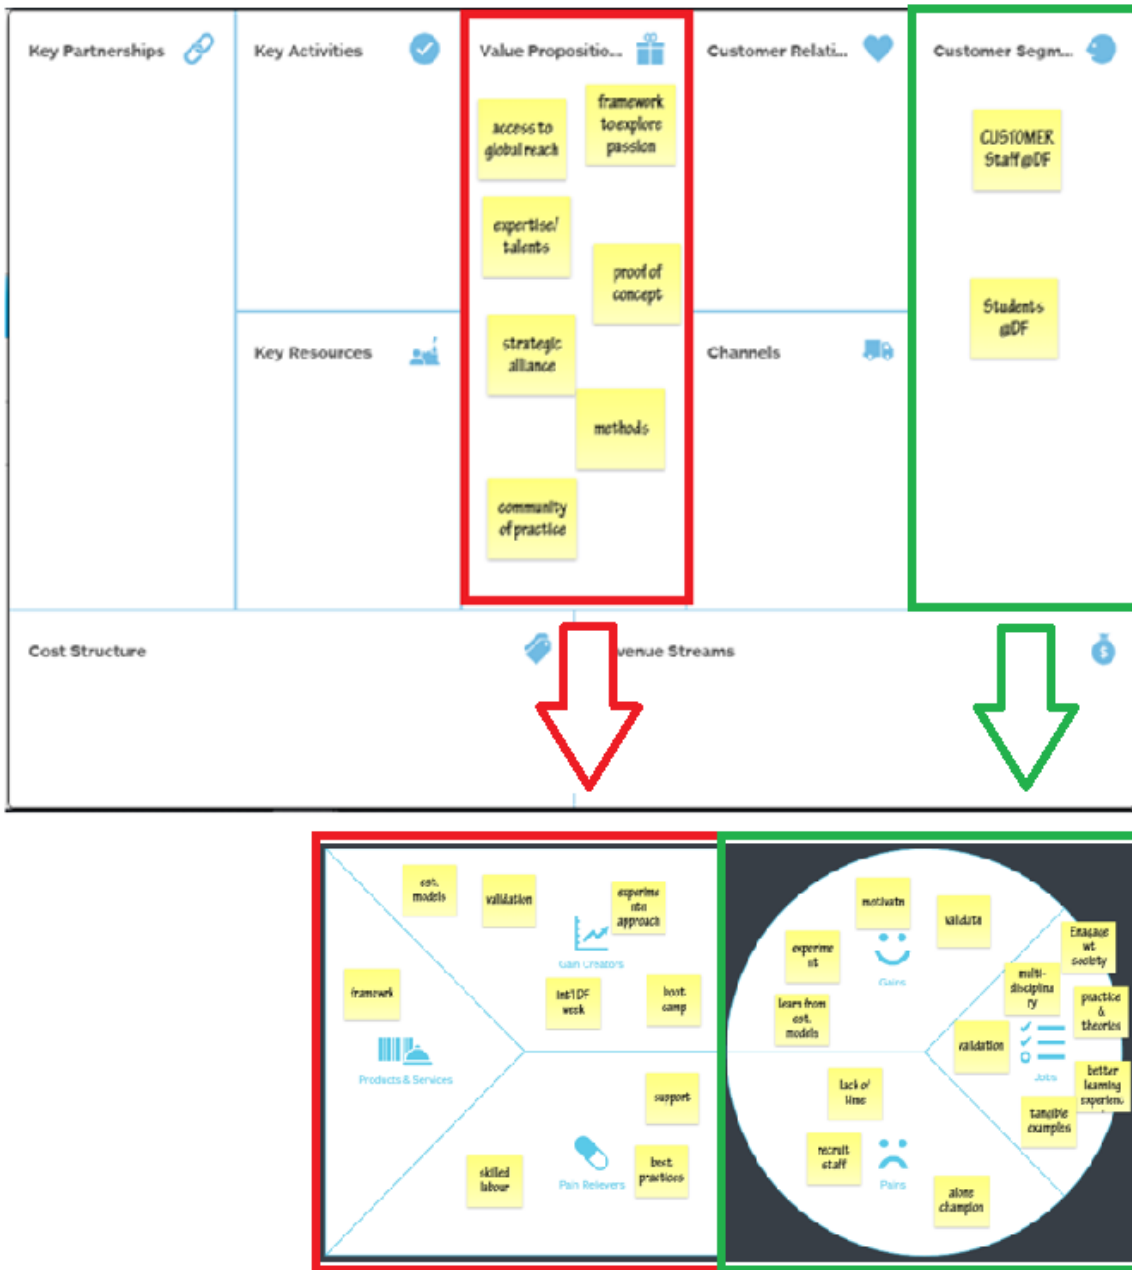 Key Partnerships
Key Activities
Value Propositio...
Customer Relati...
Customer Segm...
access to
global reach
framework
to explore
passion
expertise/
talents
proof of
concept
strategic
alliance
methods
community
of practice
CUSTOMER
Staff@DF
Students
@DF
Key Resources
Channels
Cost Structure
venue Streams
est.
models
validation
experime
nts
approach
Gain Creators
framewrk
Int'l DF
week
boot
camp
Products & Services
support
skilled
labour
Pain Relievers
best
practices
motivatn
validate
experime
nt
Gains
learn from
est.
models
Enagage
wt
society
multi-
disciplina
ry
practice
&
theories
validation
Jobs
better
learning
experien
tangible
examples
lack of
time
recruit
staff
Pains
alone
champion